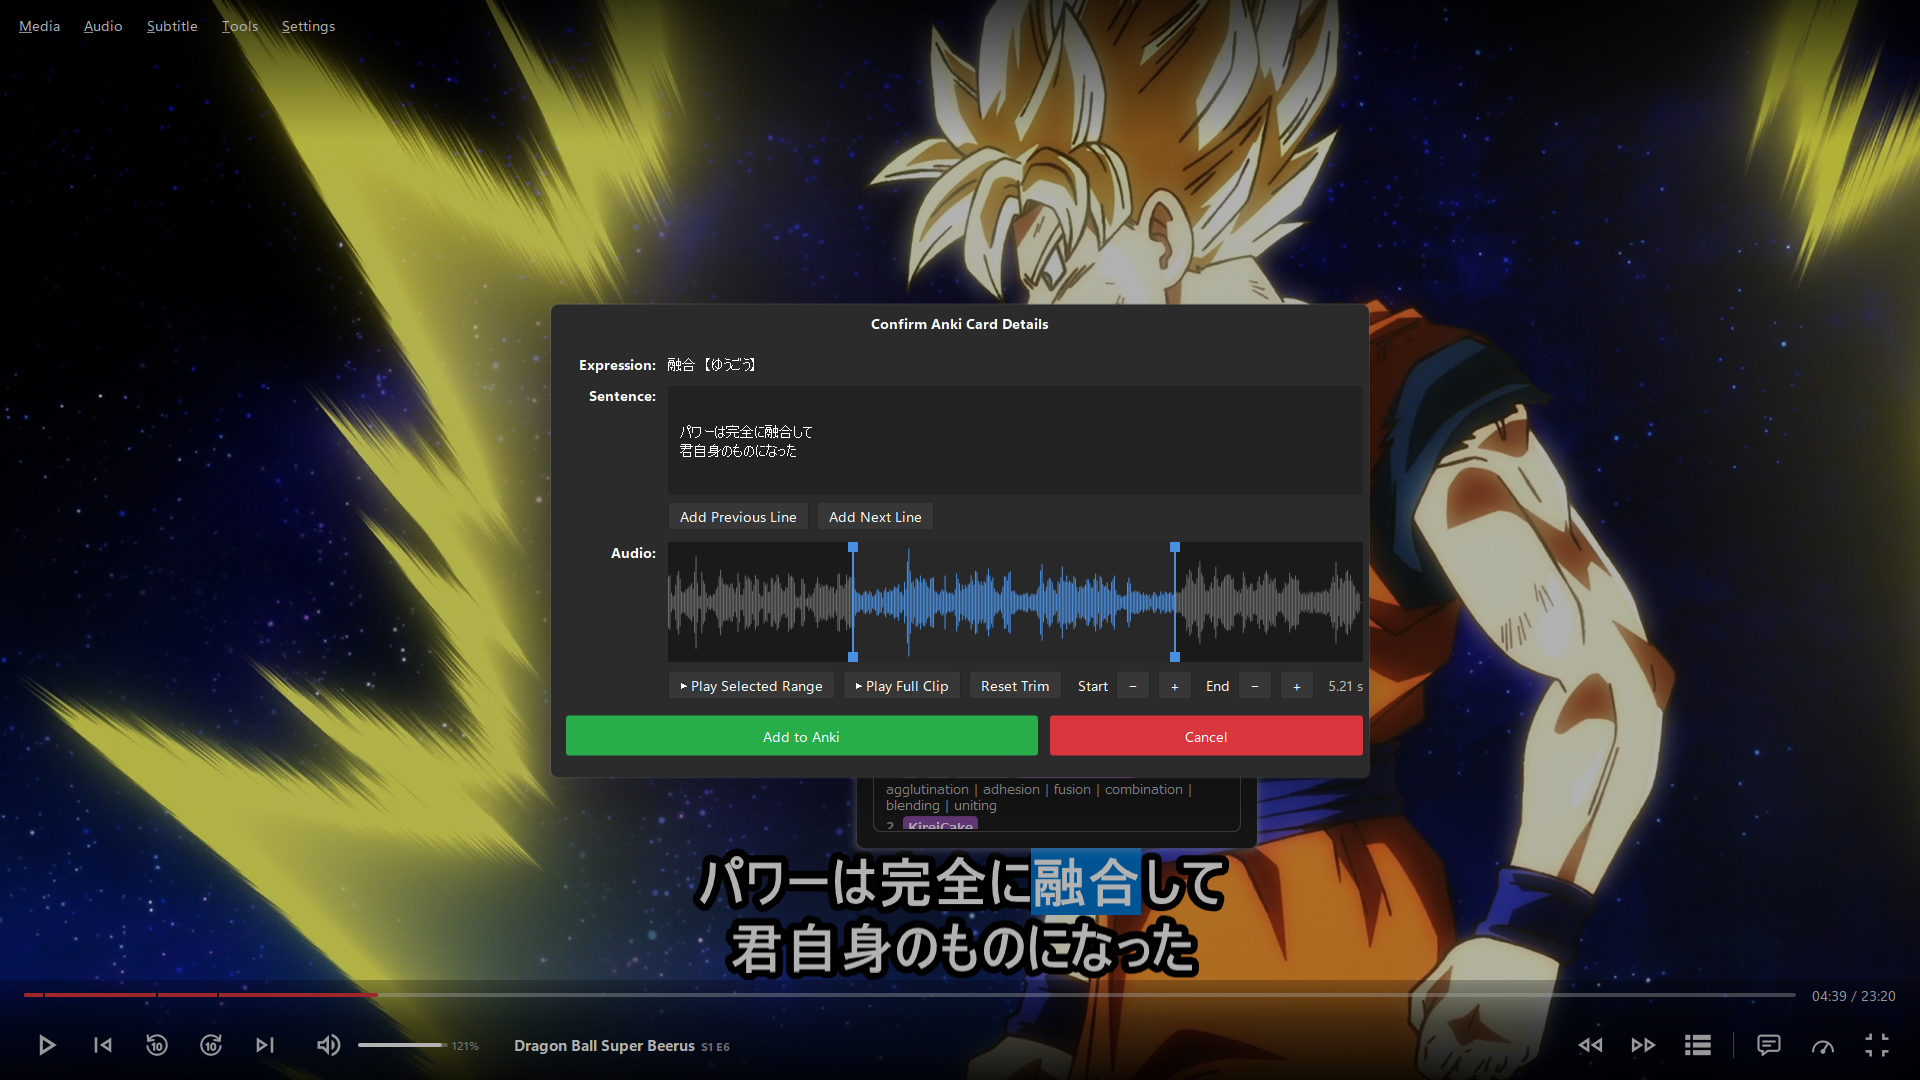 Media Audio Subtitle Tools Settings
Confirm Anki Card Details
Expression: 融合【ゆうごう】
Sentence:
パワーは完全に融合して
君自身のものになった
Add Previous Line Add Next Line
Audio:
Play Selected Range Play Full Clip Reset Trim Start − + End − + 5.21 s
Add to Anki Cancel
agglutination | adhesion | fusion | combination |
blending | uniting
2. KireiCake
パワーは完全に融合して
君自身のものになった
04:39 / 23:20
10 10 121% Dragon Ball Super Beerus S1 E6